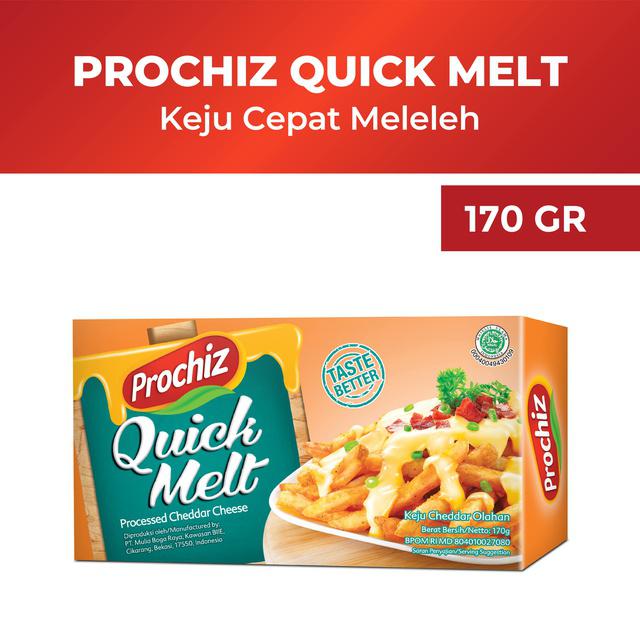 PROCHIZ QUICK MELT
Keju Cepat Meleleh
170 GR
Prochiz
Quick
Melt
Processed Cheddar Cheese
Diproduksi oleh/Manufactured by:
PT. Mulia Boga Raya, Kawasan BIIE,
Cikarang, Bekasi, 17550, Indonesia
TASTE
BETTER
00040049430109
Keju Cheddar Olahan
Berat Bersih/Netto: 170g
BPOM RI MD 804010027080
Saran Penyajian/Serving Suggestion
Prochiz